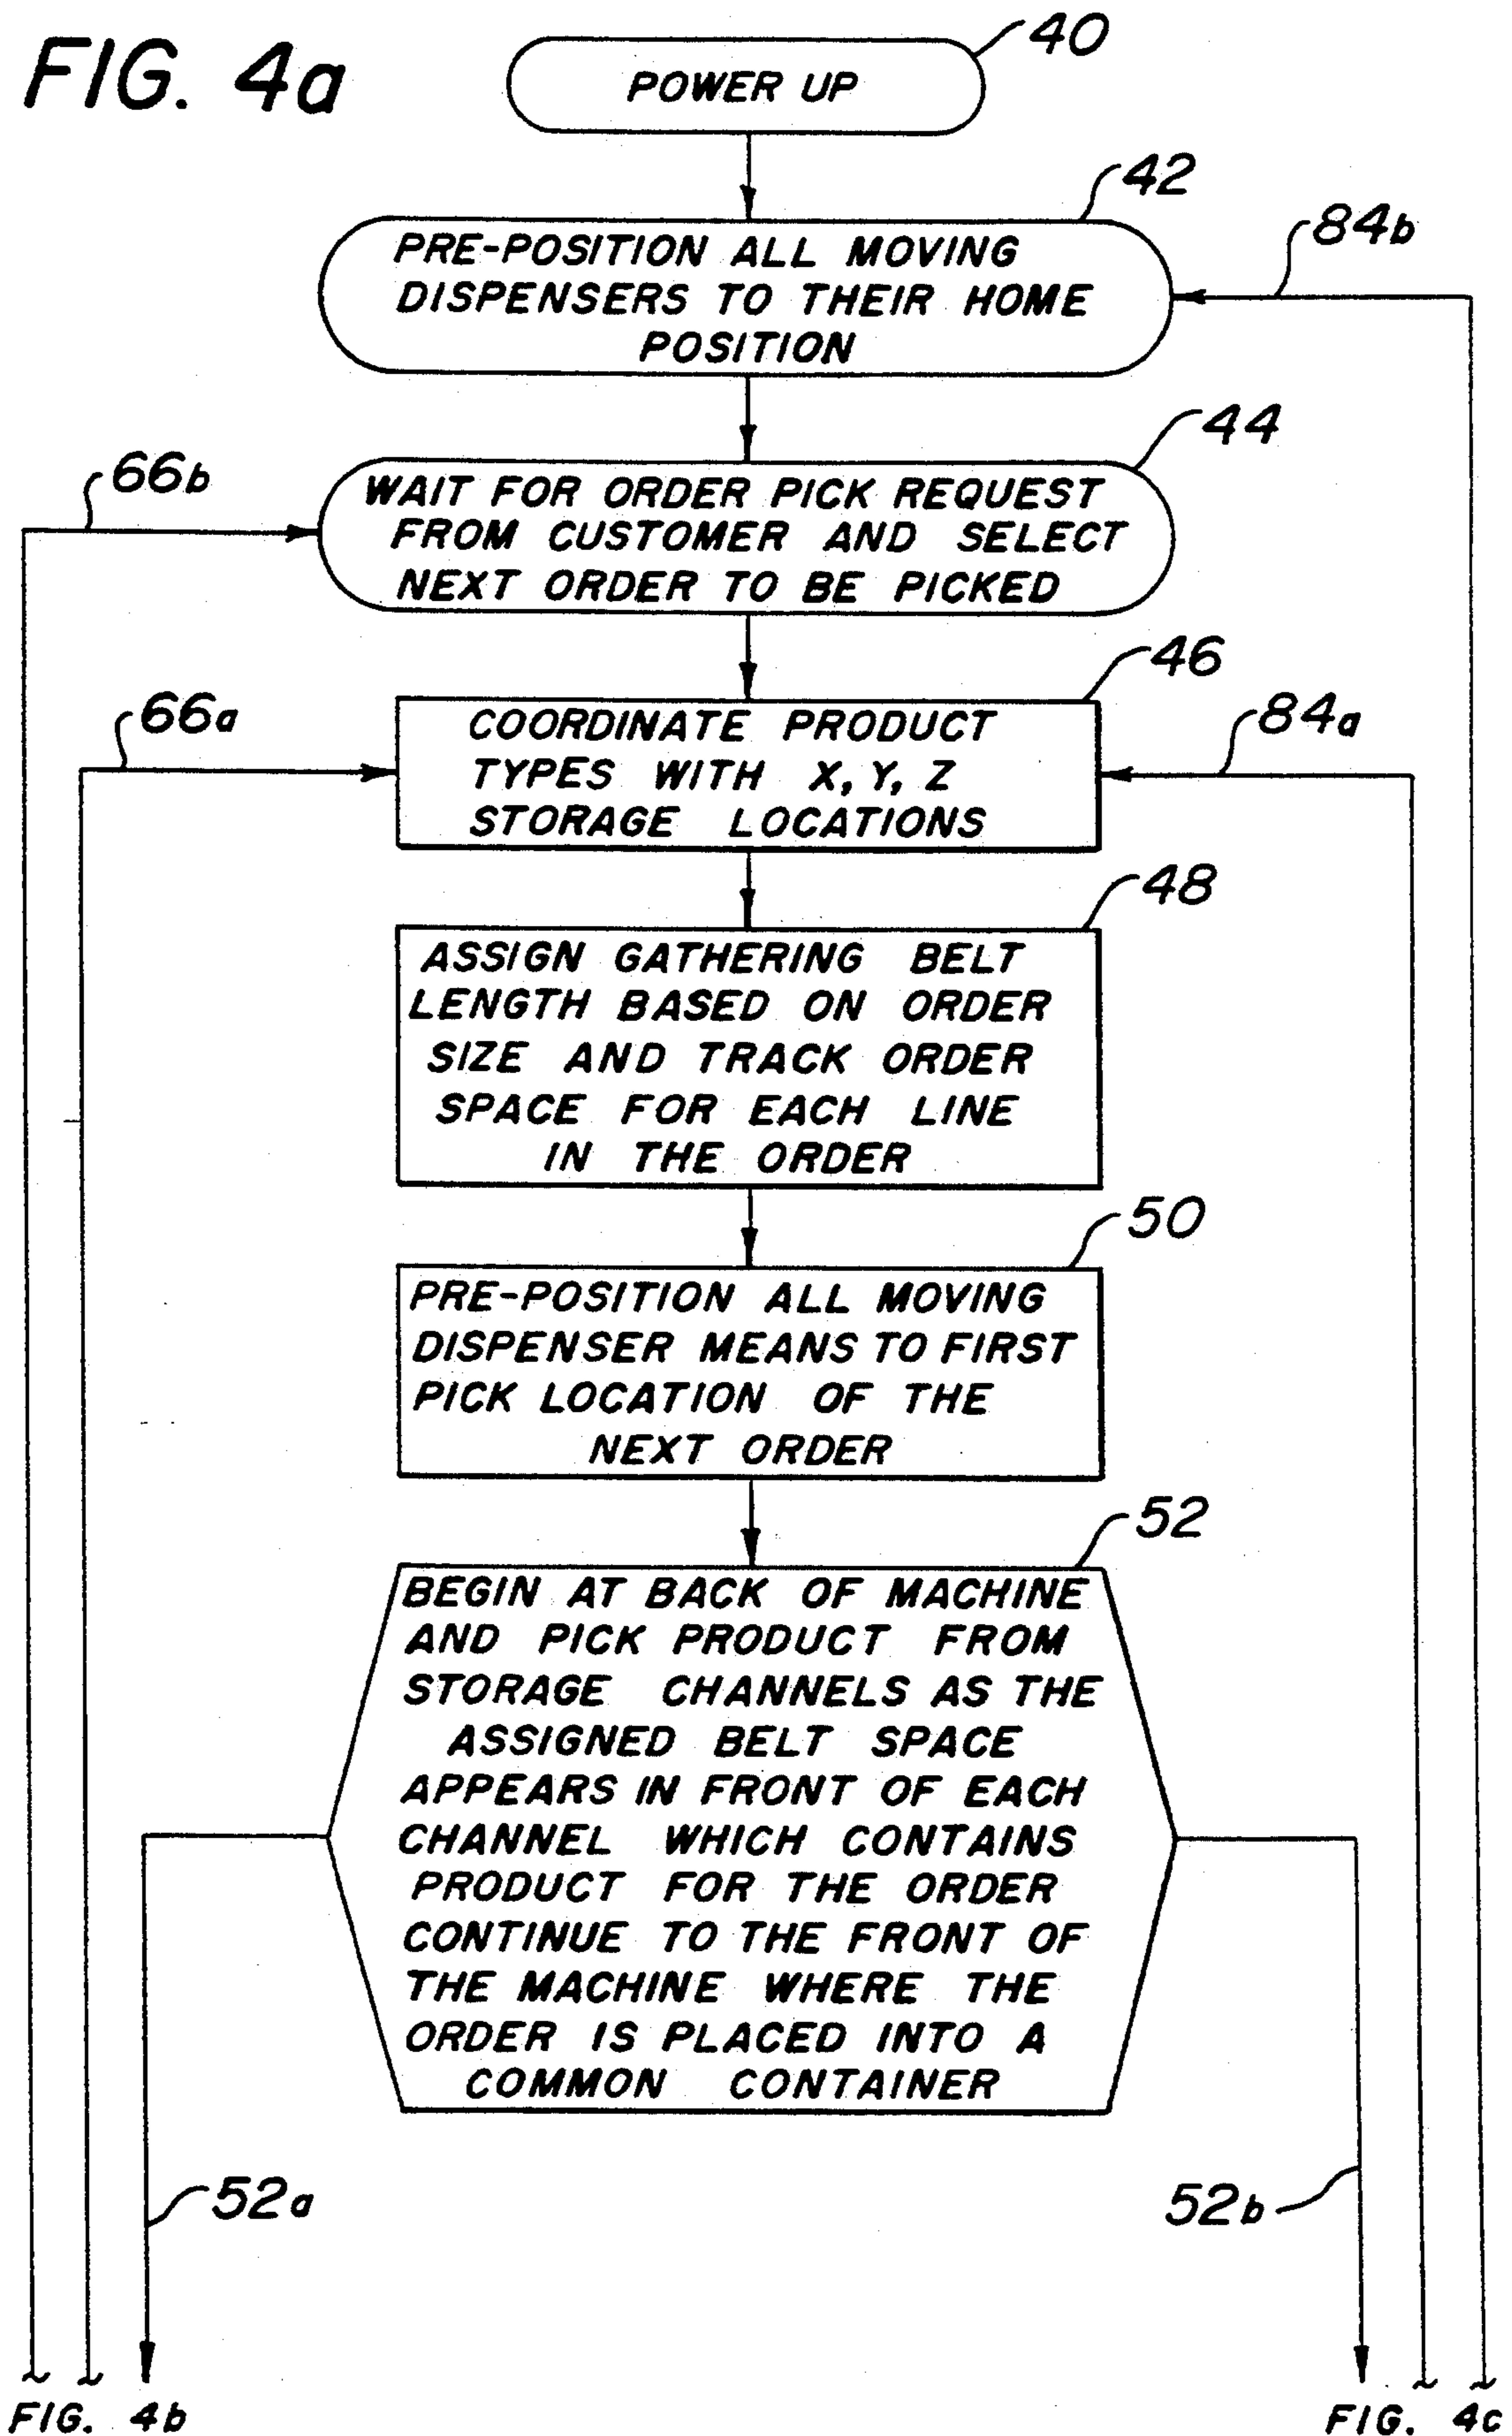 FIG. 4a
40
POWER UP
42
84b
PRE-POSITION ALL MOVING
DISPENSERS TO THEIR HOME
POSITION
44
66b
WAIT FOR ORDER PICK REQUEST
FROM CUSTOMER AND SELECT
NEXT ORDER TO BE PICKED
46
66a
84a
COORDINATE PRODUCT
TYPES WITH X, Y, Z
STORAGE LOCATIONS
48
ASSIGN GATHERING BELT
LENGTH BASED ON ORDER
SIZE AND TRACK ORDER
SPACE FOR EACH LINE
IN THE ORDER
50
PRE-POSITION ALL MOVING
DISPENSER MEANS TO FIRST
PICK LOCATION OF THE
NEXT ORDER
52
BEGIN AT BACK OF MACHINE
AND PICK PRODUCT FROM
STORAGE CHANNELS AS THE
ASSIGNED BELT SPACE
APPEARS IN FRONT OF EACH
CHANNEL WHICH CONTAINS
PRODUCT FOR THE ORDER
CONTINUE TO THE FRONT OF
THE MACHINE WHERE THE
ORDER IS PLACED INTO A
COMMON CONTAINER
52a
52b
FIG. 4b
FIG. 4c